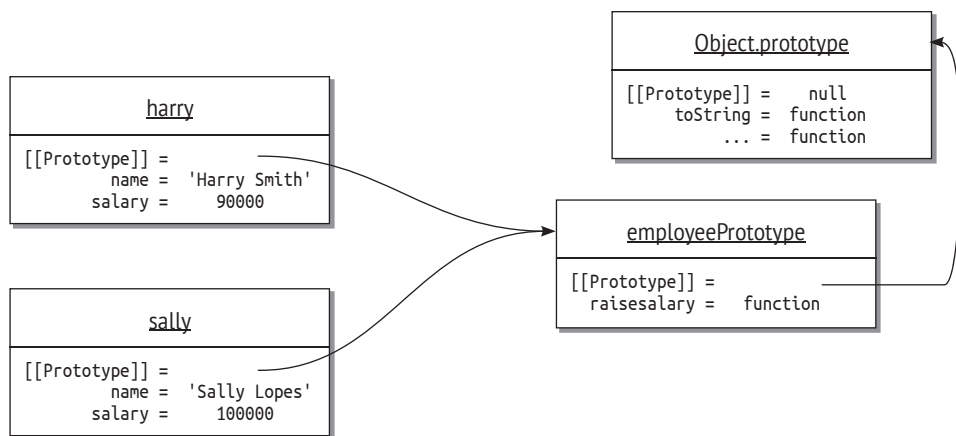 harry
[[Prototype]] =
name = 'Harry Smith'
salary = 90000
sally
[[Prototype]] =
name = 'Sally Lopes'
salary = 100000
Object.prototype
[[Prototype]] = null
toString = function
... = function
employeePrototype
[[Prototype]] =
raisesalary = function